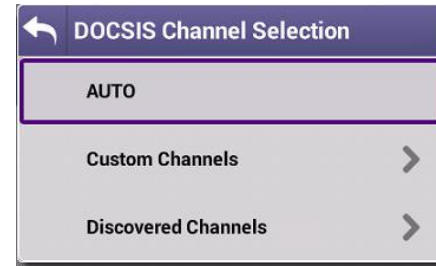 DOCSIS Channel Selection
AUTO
Custom Channels
Discovered Channels